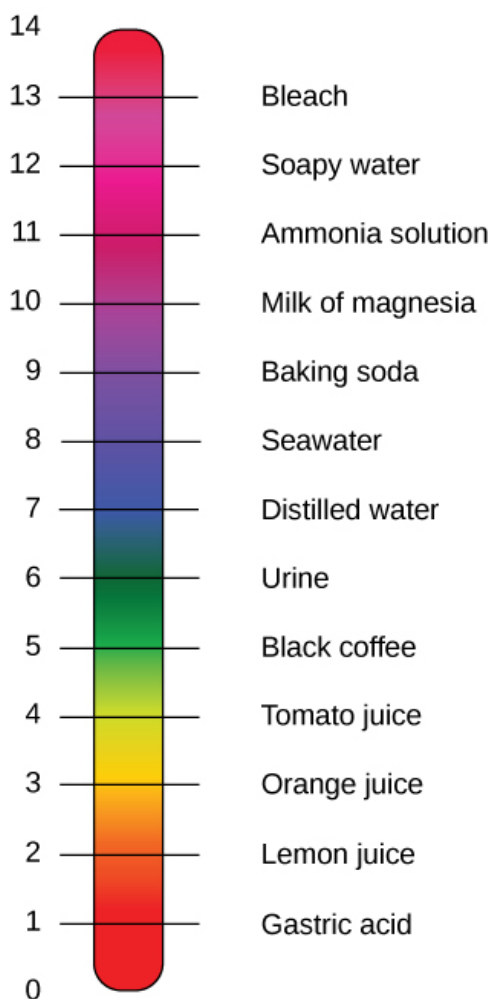 14
13 Bleach
12 Soapy water
11 Ammonia solution
10 Milk of magnesia
9 Baking soda
8 Seawater
7 Distilled water
6 Urine
5 Black coffee
4 Tomato juice
3 Orange juice
2 Lemon juice
1 Gastric acid
0